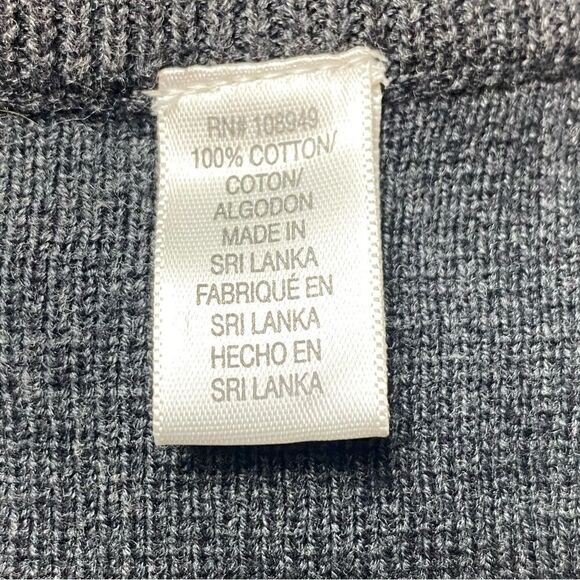 RN# 108949
100% COTTON/
COTON/
ALGODON
MADE IN
SRI LANKA
FABRIQUÉ EN
SRI LANKA
HECHO EN
SRI LANKA